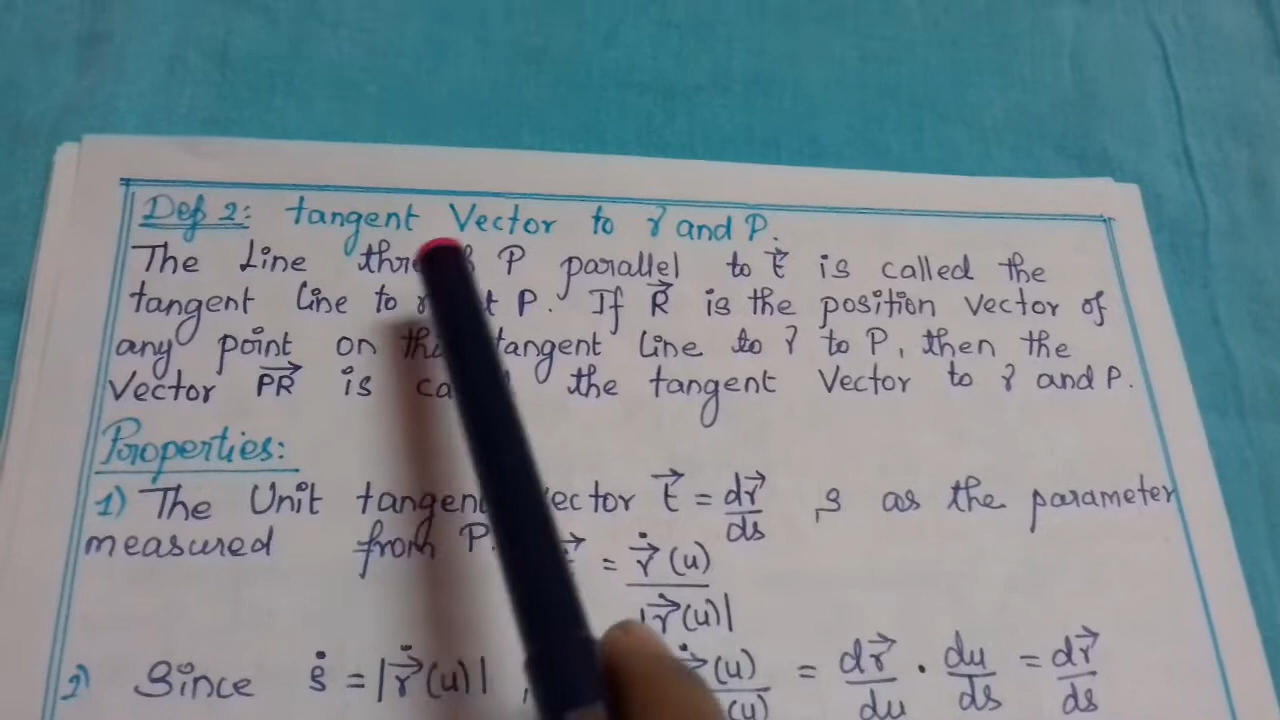 Def 2: tangent Vector to γ and P.
The Line P parallel to t⃗ is called the
tangent line to P. If R⃗ is the position vector of
any point on tangent line to γ to P, then the
Vector PR⃗ is the tangent Vector to γ and P.
Properties:
1) The Unit t⃗ = dr⃗/ds , s as the parameter
measured from P. = ṙ⃗(u)/|ṙ⃗(u)|
2) Since ṡ = |ṙ⃗(u)| , (u)/(u) = dr⃗/du · du/ds = dr⃗/ds